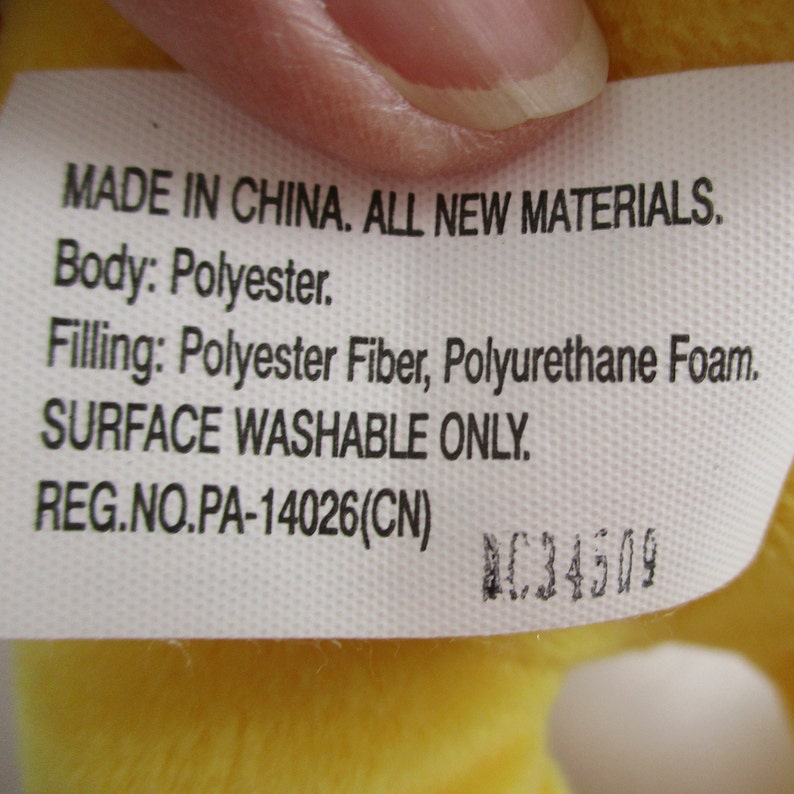 MADE IN CHINA. ALL NEW MATERIALS.
Body: Polyester.
Filling: Polyester Fiber, Polyurethane Foam.
SURFACE WASHABLE ONLY.
REG.NO.PA-14026(CN)